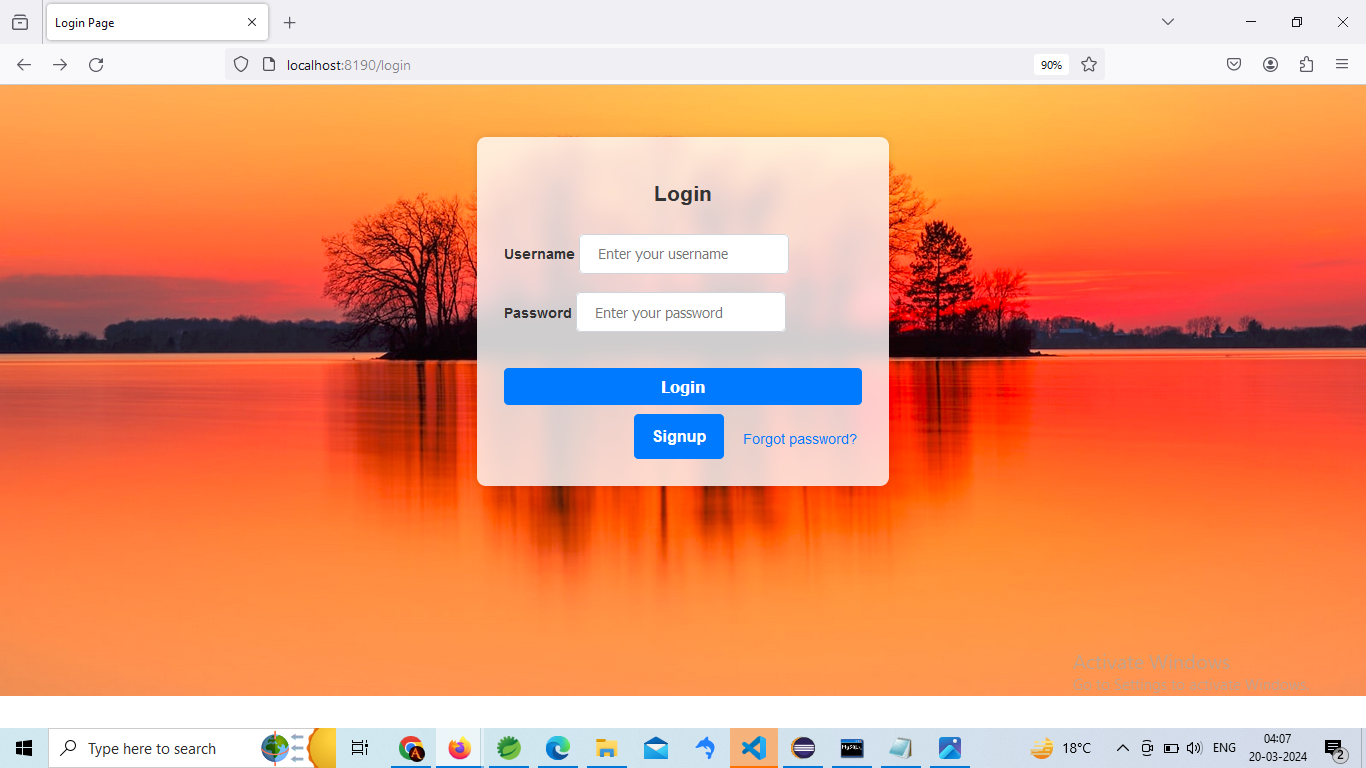 Login Page
localhost:8190/login
90%
Login
Username Enter your username
Password Enter your password
Login
Signup Forgot password?
Activate Windows
Go to Settings to activate Windows.
Type here to search
A
MySQL
18°C
ENG
04:07
20-03-2024
2